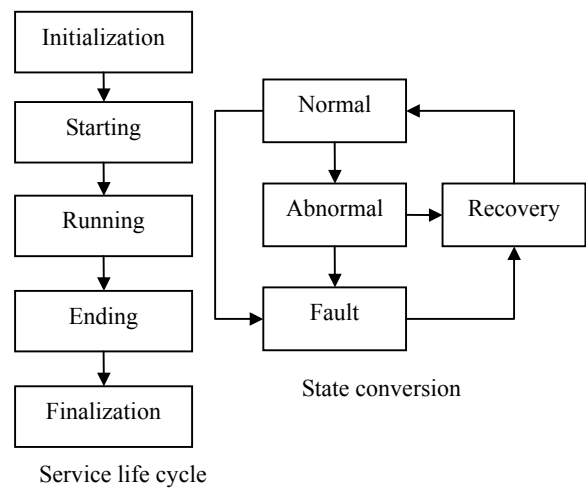 Initialization
Starting
Running
Ending
Finalization
Service life cycle
Normal
Abnormal
Recovery
Fault
State conversion